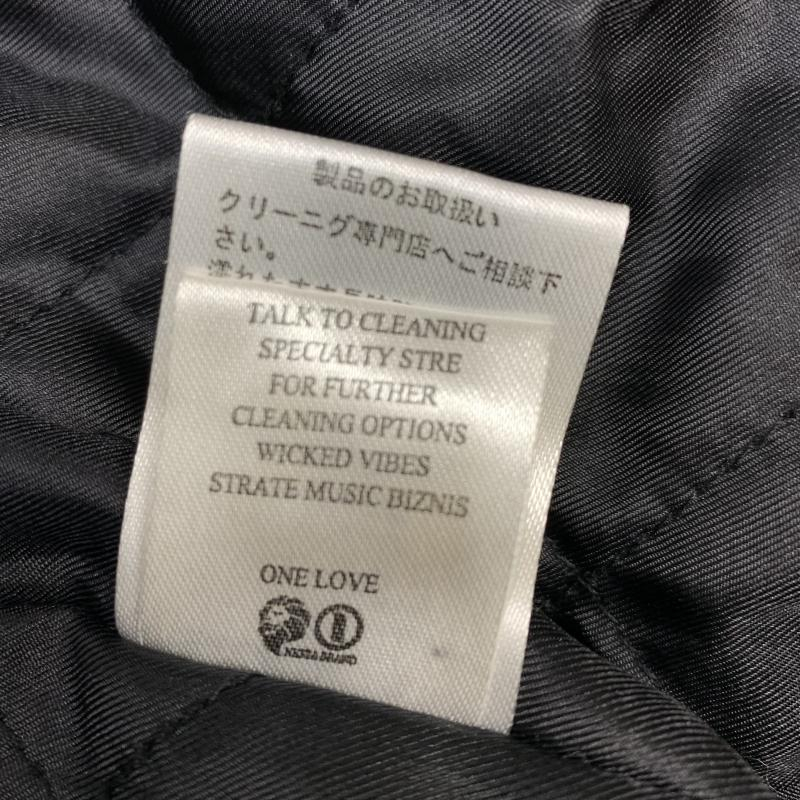 製品のお取扱い
クリーニング専門店へご相談下
さい。
TALK TO CLEANING
SPECIALTY STRE
FOR FURTHER
CLEANING OPTIONS
WICKED VIBES
STRATE MUSIC BIZNIS
ONE LOVE
NESTA BRAND